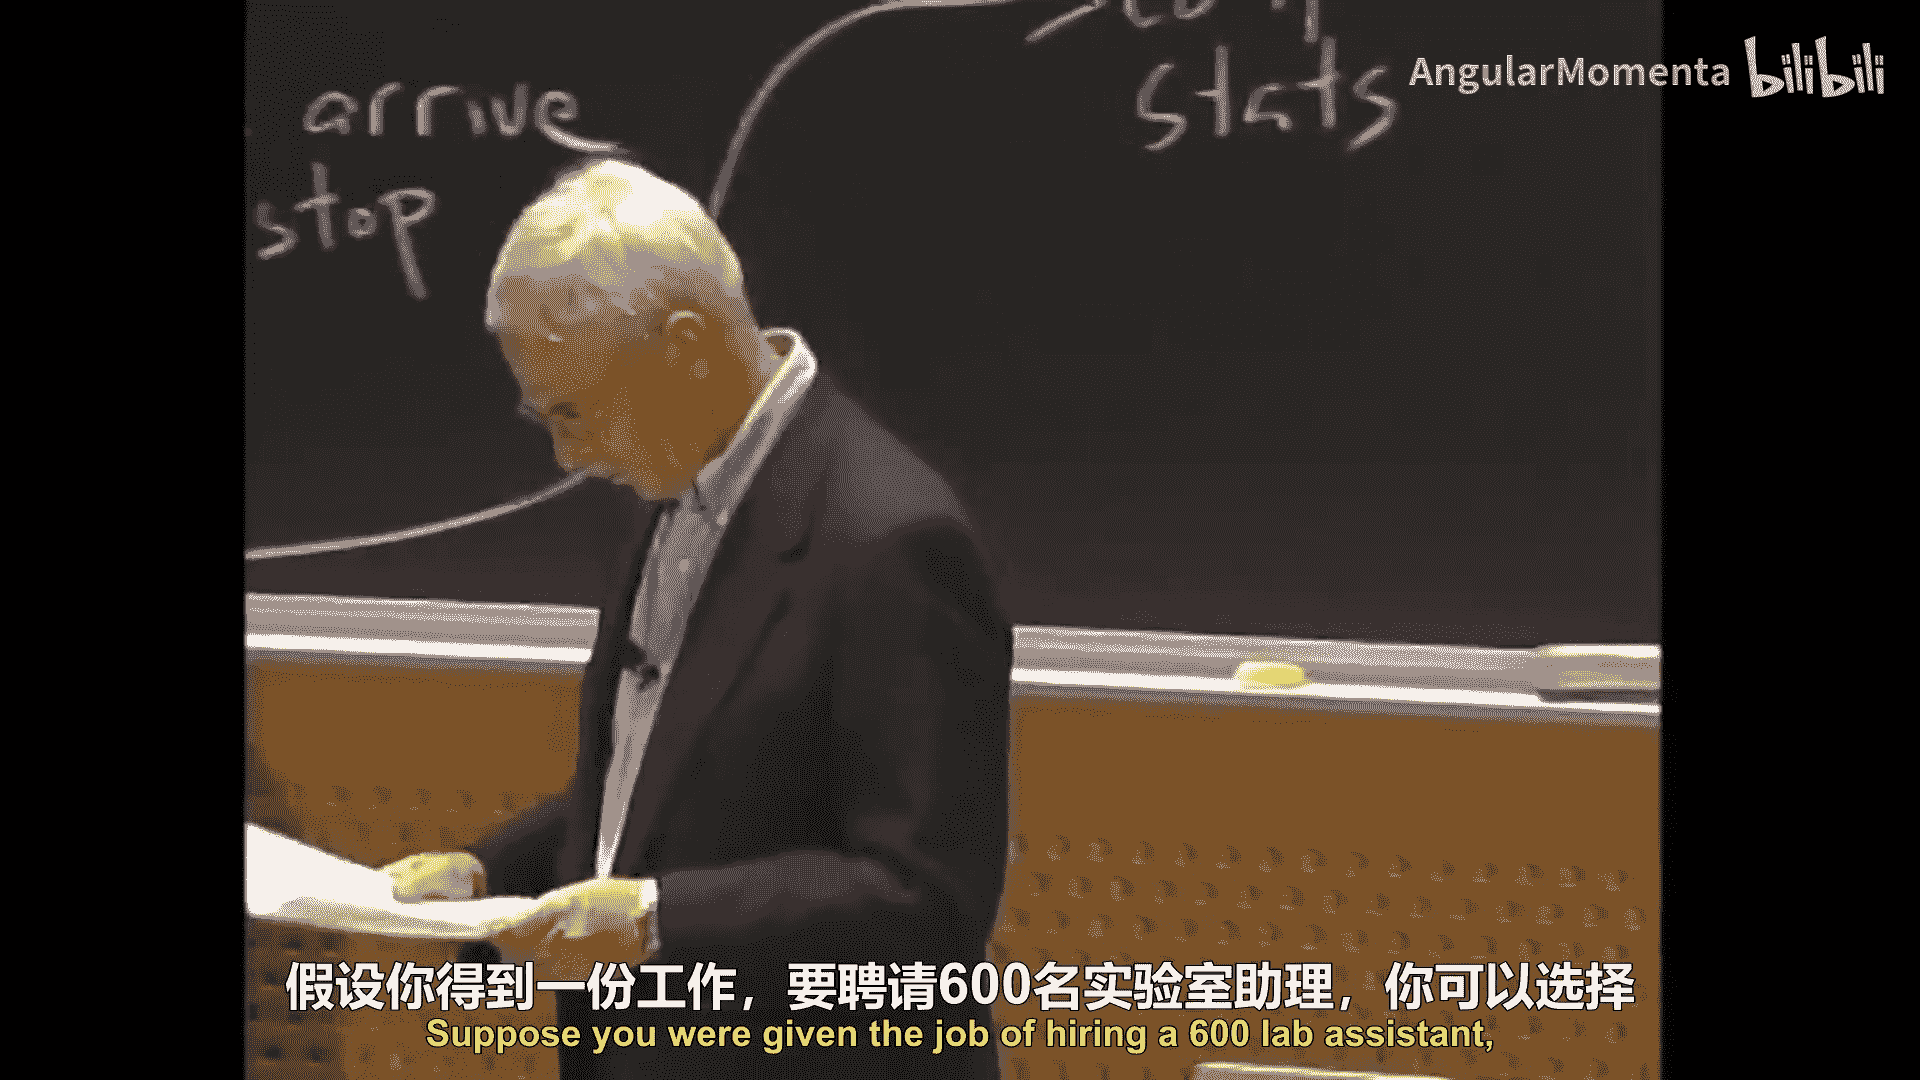 AngularMomenta bilibili
arrive
stop
stats
假设你得到一份工作，要聘请600名实验室助理，你可以选择
Suppose you were given the job of hiring a 600 lab assistant,